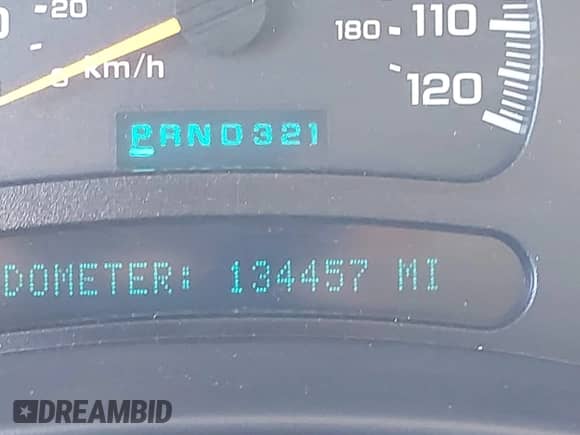 20
110
180
km/h
120
PRND321
DOMETER: 134457 MI
DREAMBID